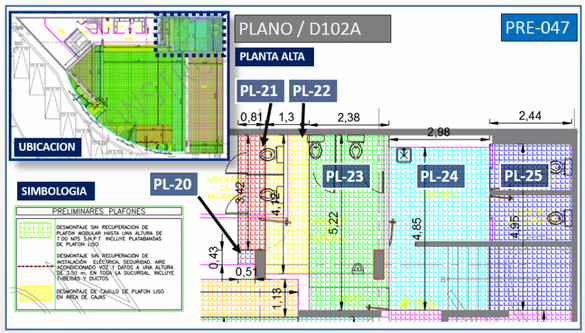 PLANO / D102A
PRE-047
PLANTA ALTA
PL-21
PL-22
0,81
1,3
2,38
2,44
2,98
UBICACION
PL-20
PL-23
PL-24
PL-25
3,42
4,12
5,22
4,85
4,95
0,43
0,51
1,13
SIMBOLOGIA
PRELIMINARES PLAFONES
DESMONTAJE SIN RECUPERACION DE
PLAFÓN MODULAR HASTA UNA ALTURA DE
7.00 MTS S.N.P.T. INCLUYE PLATABANDAS
DE PLAFON LISO.
DESMONTAJE SIN RECUPERACIÓN DE
INSTALACIÓN ELÉCTRICA, SEGURIDAD, AIRE
ACONDICIONADO VOZ Y DATOS A UNA ALTURA
DE 3.50 m. EN TODA LA SUCURSAL, INCLUYE
TUBERIAS Y DUCTOS.
DESMONTAJE DE CAJILLO DE PLAFON LISO
EN AREA DE CAJAS